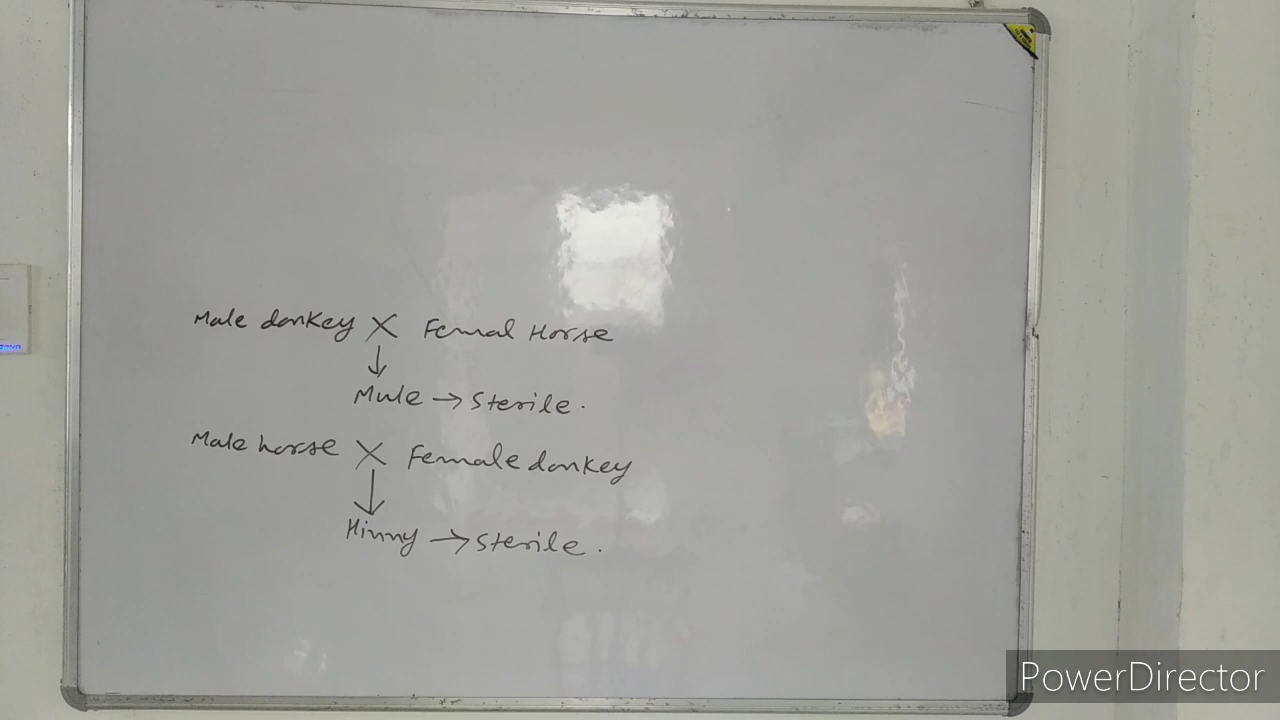 Male donkey X Femal Horse
↓
Mule → Sterile.
Male horse X Female donkey
↓
Hinny → Sterile.
PowerDirector